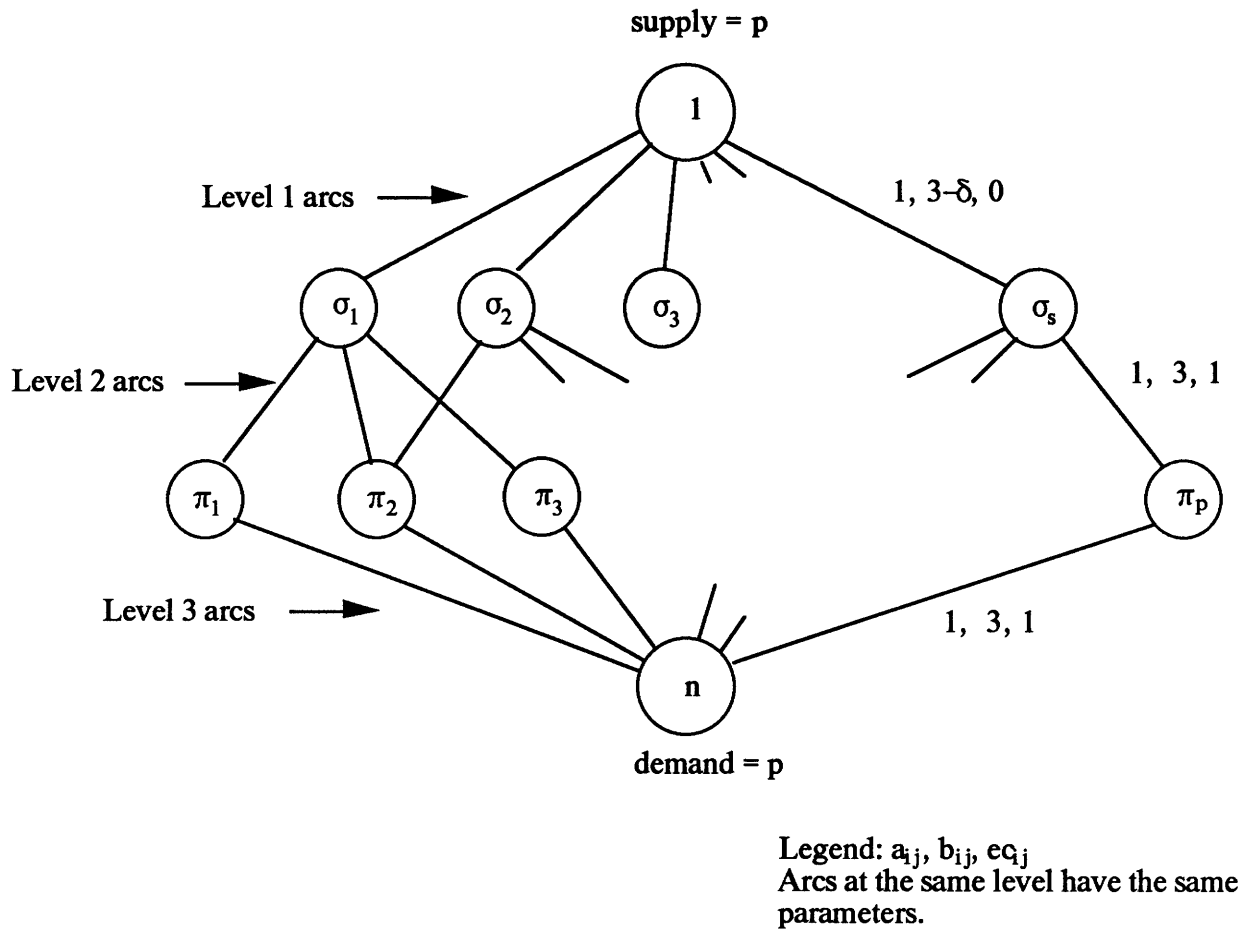 supply = p
1
Level 1 arcs
1, 3–δ, 0
σ1
σ2
σ3
σs
Level 2 arcs
1, 3, 1
π1
π2
π3
πp
Level 3 arcs
1, 3, 1
n
demand = p
Legend: aij, bij, eqij
Arcs at the same level have the same
parameters.